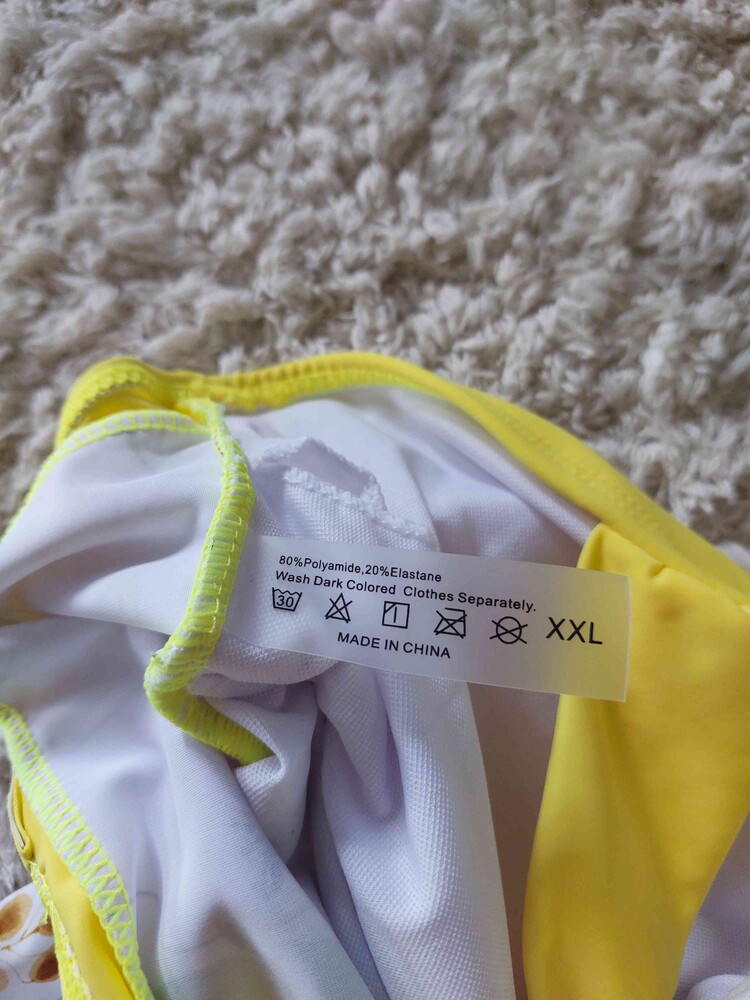 80%Polyamide,20%Elastane
Wash Dark Colored Clothes Separately.
30 XXL
MADE IN CHINA